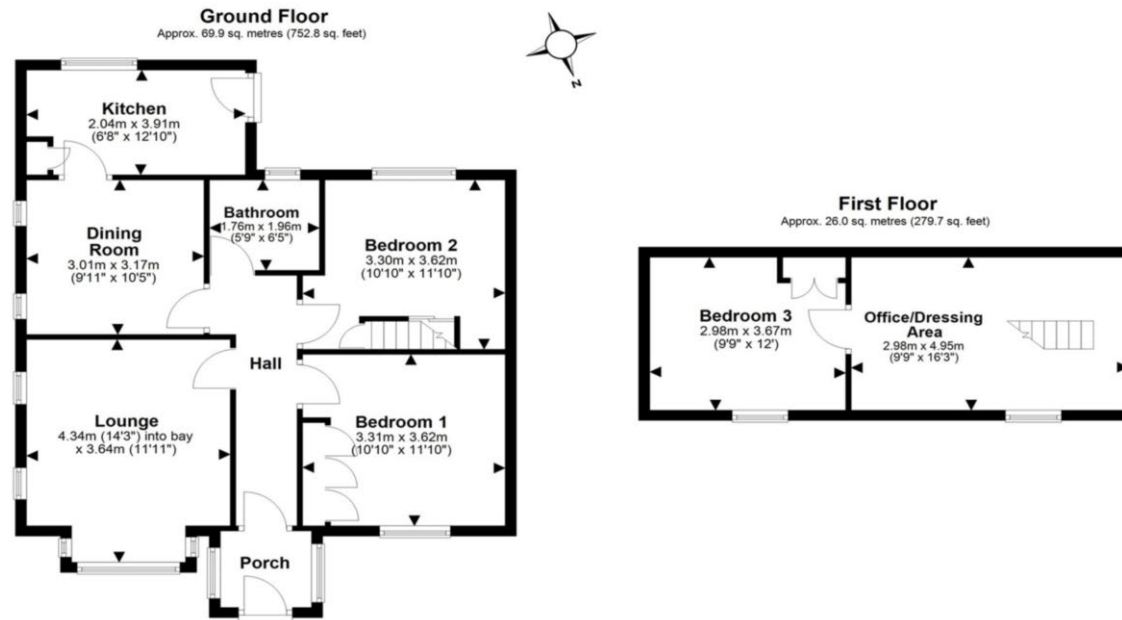 Ground Floor
Approx. 69.9 sq. metres (752.8 sq. feet)
N
Kitchen
2.04m x 3.91m
(6'8" x 12'10")
Dining
Room
3.01m x 3.17m
(9'11" x 10'5")
Bathroom
1.76m x 1.96m
(5'9" x 6'5")
Bedroom 2
3.30m x 3.62m
(10'10" x 11'10")
Hall
Lounge
4.34m (14'3") into bay
x 3.64m (11'11")
Bedroom 1
3.31m x 3.62m
(10'10" x 11'10")
Porch
First Floor
Approx. 26.0 sq. metres (279.7 sq. feet)
Bedroom 3
2.98m x 3.67m
(9'9" x 12')
Office/Dressing
Area
2.98m x 4.95m
(9'9" x 16'3")